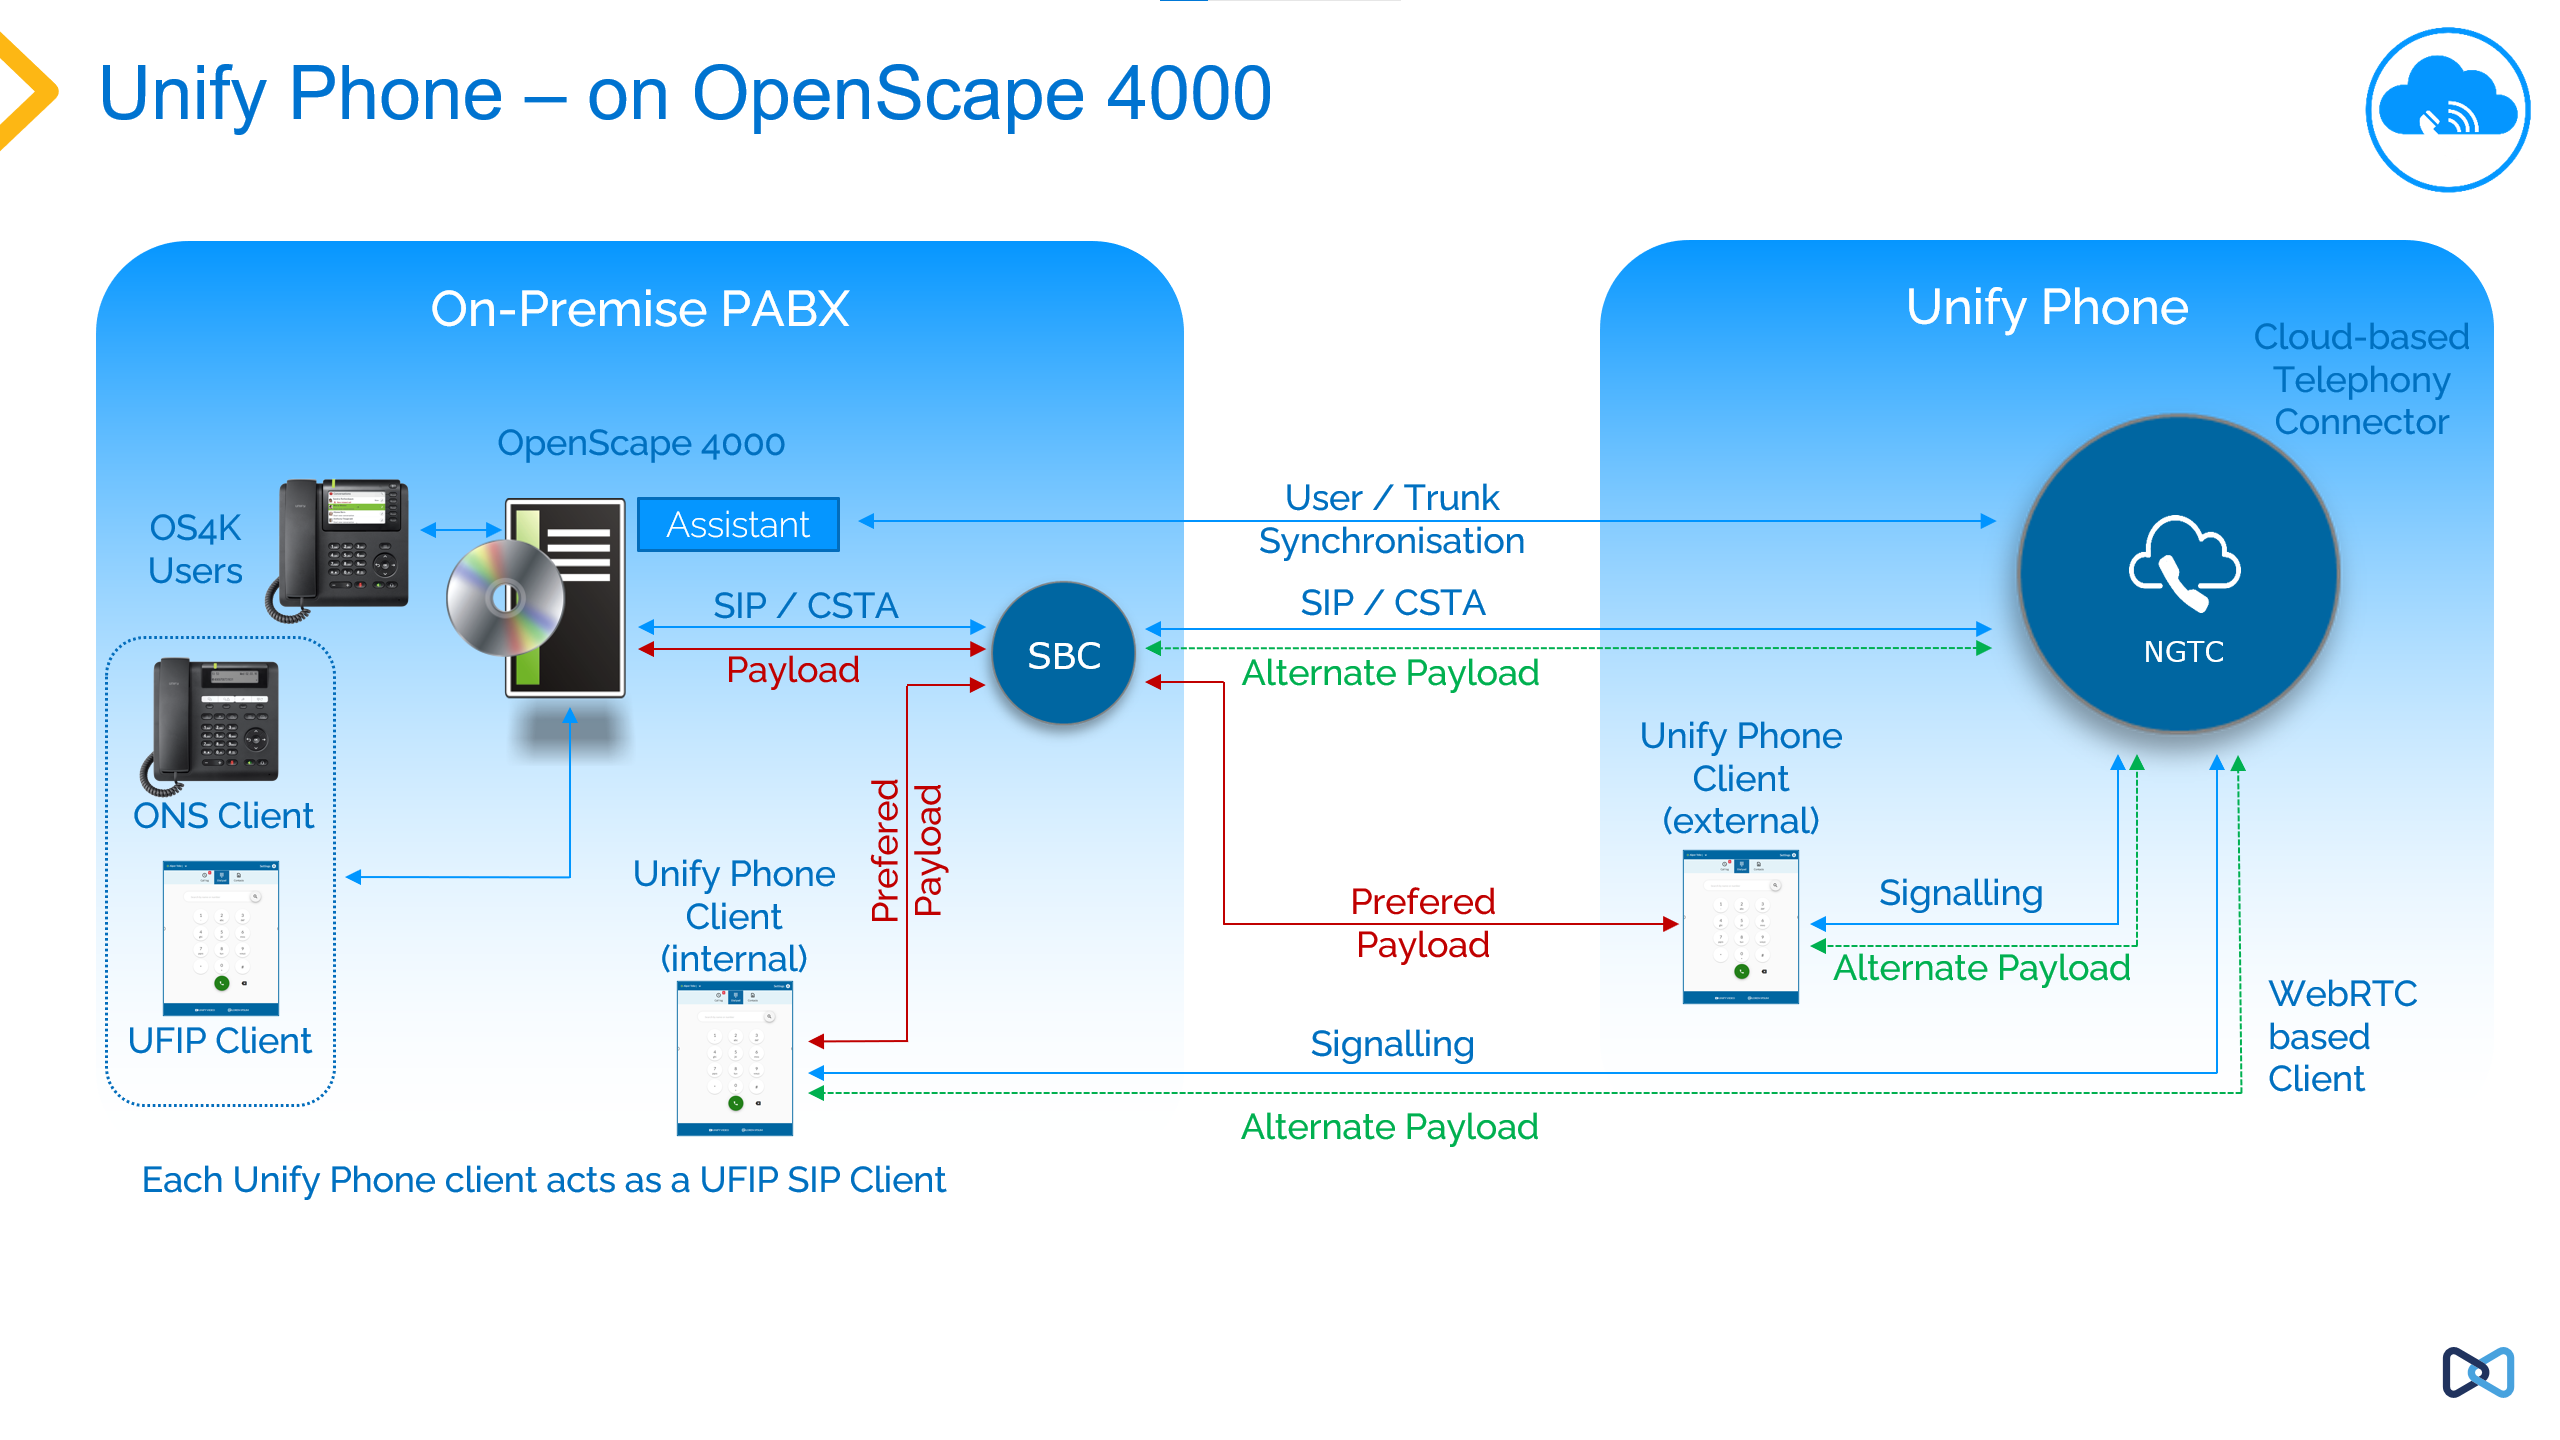 Unify Phone – on OpenScape 4000
On-Premise PABX
Unify Phone
Cloud-based
Telephony
Connector
OpenScape 4000
OS4K
Users
Assistant
User / Trunk
Synchronisation
SIP / CSTA
Payload
SBC
SIP / CSTA
Alternate Payload
NGTC
ONS Client
UFIP Client
Unify Phone
Client
(internal)
Prefered
Payload
Prefered
Payload
Unify Phone
Client
(external)
Signalling
Alternate Payload
WebRTC
based
Client
Signalling
Alternate Payload
Each Unify Phone client acts as a UFIP SIP Client